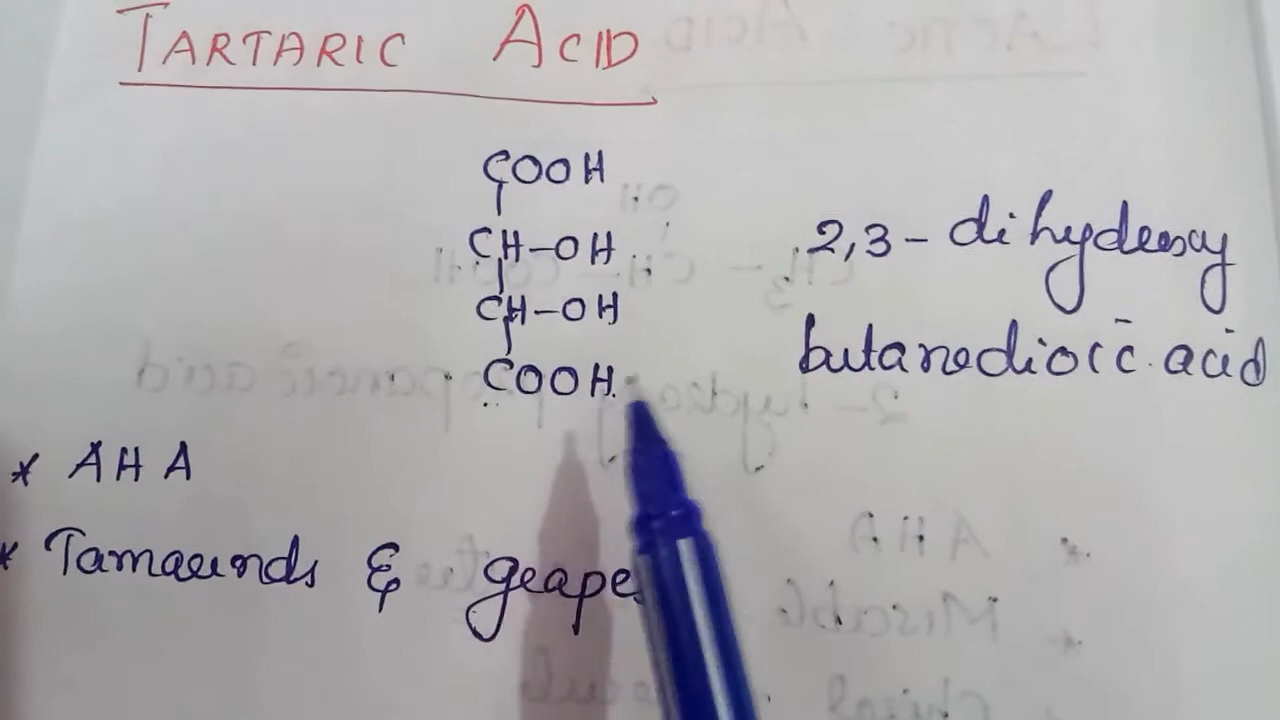 TARTARIC ACID
COOH
CH-OH
CH-OH
COOH
2,3- dihydroxy
butanedioic acid
* AHA
* Tamarinds & grapes